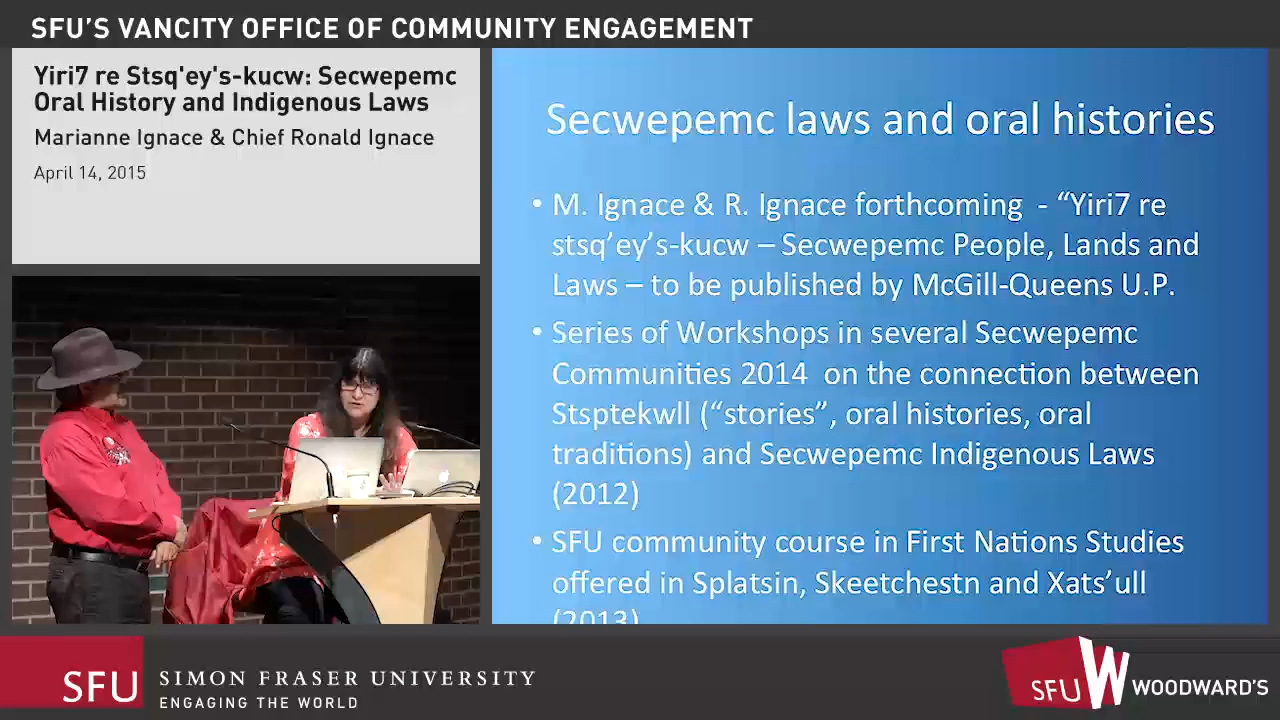 SFU'S VANCITY OFFICE OF COMMUNITY ENGAGEMENT
Yiri7 re Stsq'ey's-kucw: Secwepemc
Oral History and Indigenous Laws
Marianne Ignace & Chief Ronald Ignace
April 14, 2015
Secwepemc laws and oral histories
• M. Ignace & R. Ignace forthcoming - “Yiri7 re
stsq’ey’s-kucw – Secwepemc People, Lands and
Laws – to be published by McGill-Queens U.P.
• Series of Workshops in several Secwepemc
Communities 2014 on the connection between
Stsptekwll (“stories”, oral histories, oral
traditions) and Secwepemc Indigenous Laws
(2012)
• SFU community course in First Nations Studies
offered in Splatsin, Skeetchestn and Xats’ull
(2013)
SFU SIMON FRASER UNIVERSITY
ENGAGING THE WORLD
SFU W WOODWARD'S